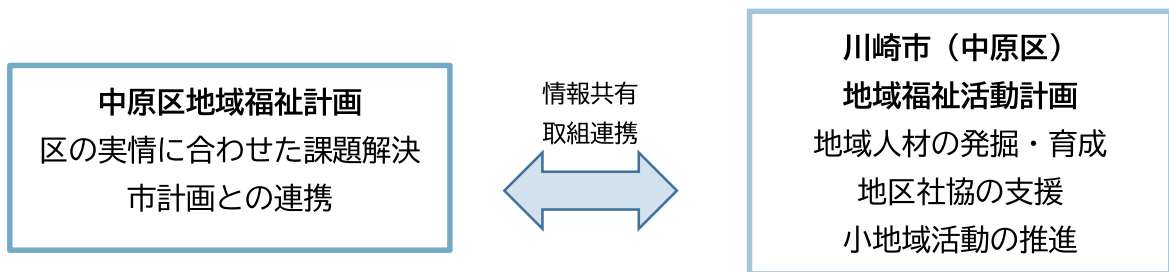 中原区地域福祉計画
区の実情に合わせた課題解決
市計画との連携
情報共有
取組連携
川崎市（中原区）
地域福祉活動計画
地域人材の発掘・育成
地区社協の支援
小地域活動の推進